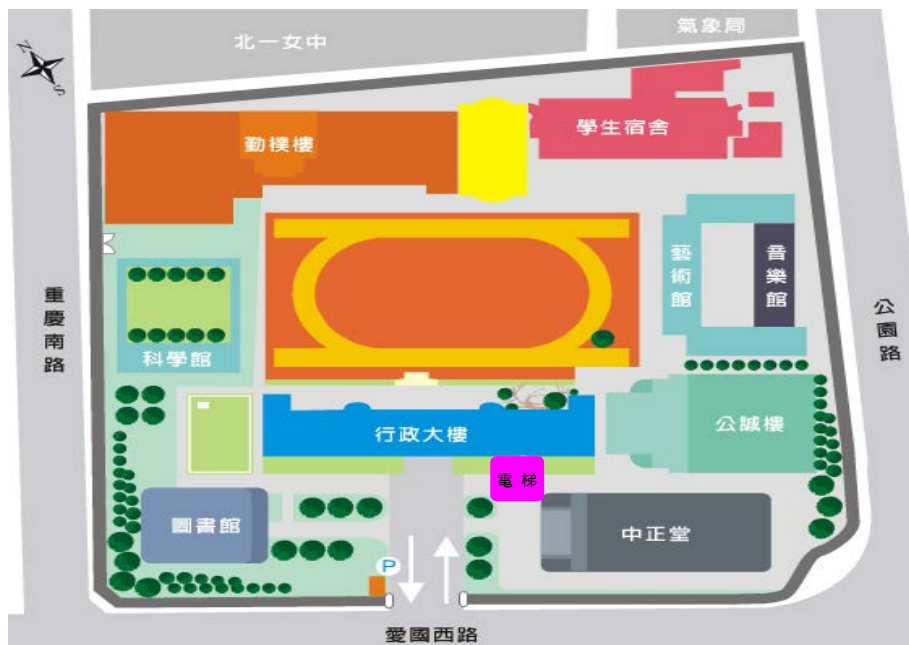 北一女中
氣象局
N
S
勤樸樓
學生宿舍
藝術館
音樂館
重慶南路
公園路
科學館
行政大樓
公誠樓
電梯
圖書館
中正堂
P
愛國西路